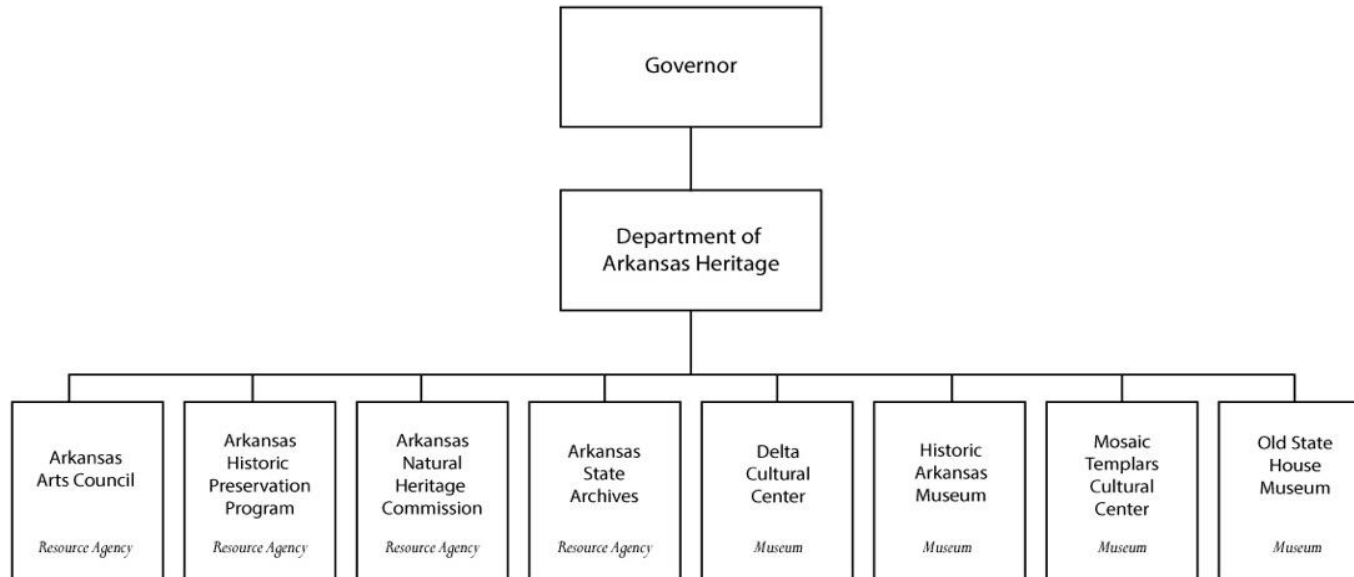 Governor
Department of
Arkansas Heritage
Arkansas
Arts Council
Resource Agency
Arkansas
Historic
Preservation
Program
Resource Agency
Arkansas
Natural
Heritage
Commission
Resource Agency
Arkansas
State
Archives
Resource Agency
Delta
Cultural
Center
Museum
Historic
Arkansas
Museum
Museum
Mosaic
Templars
Cultural
Center
Museum
Old State
House
Museum
Museum